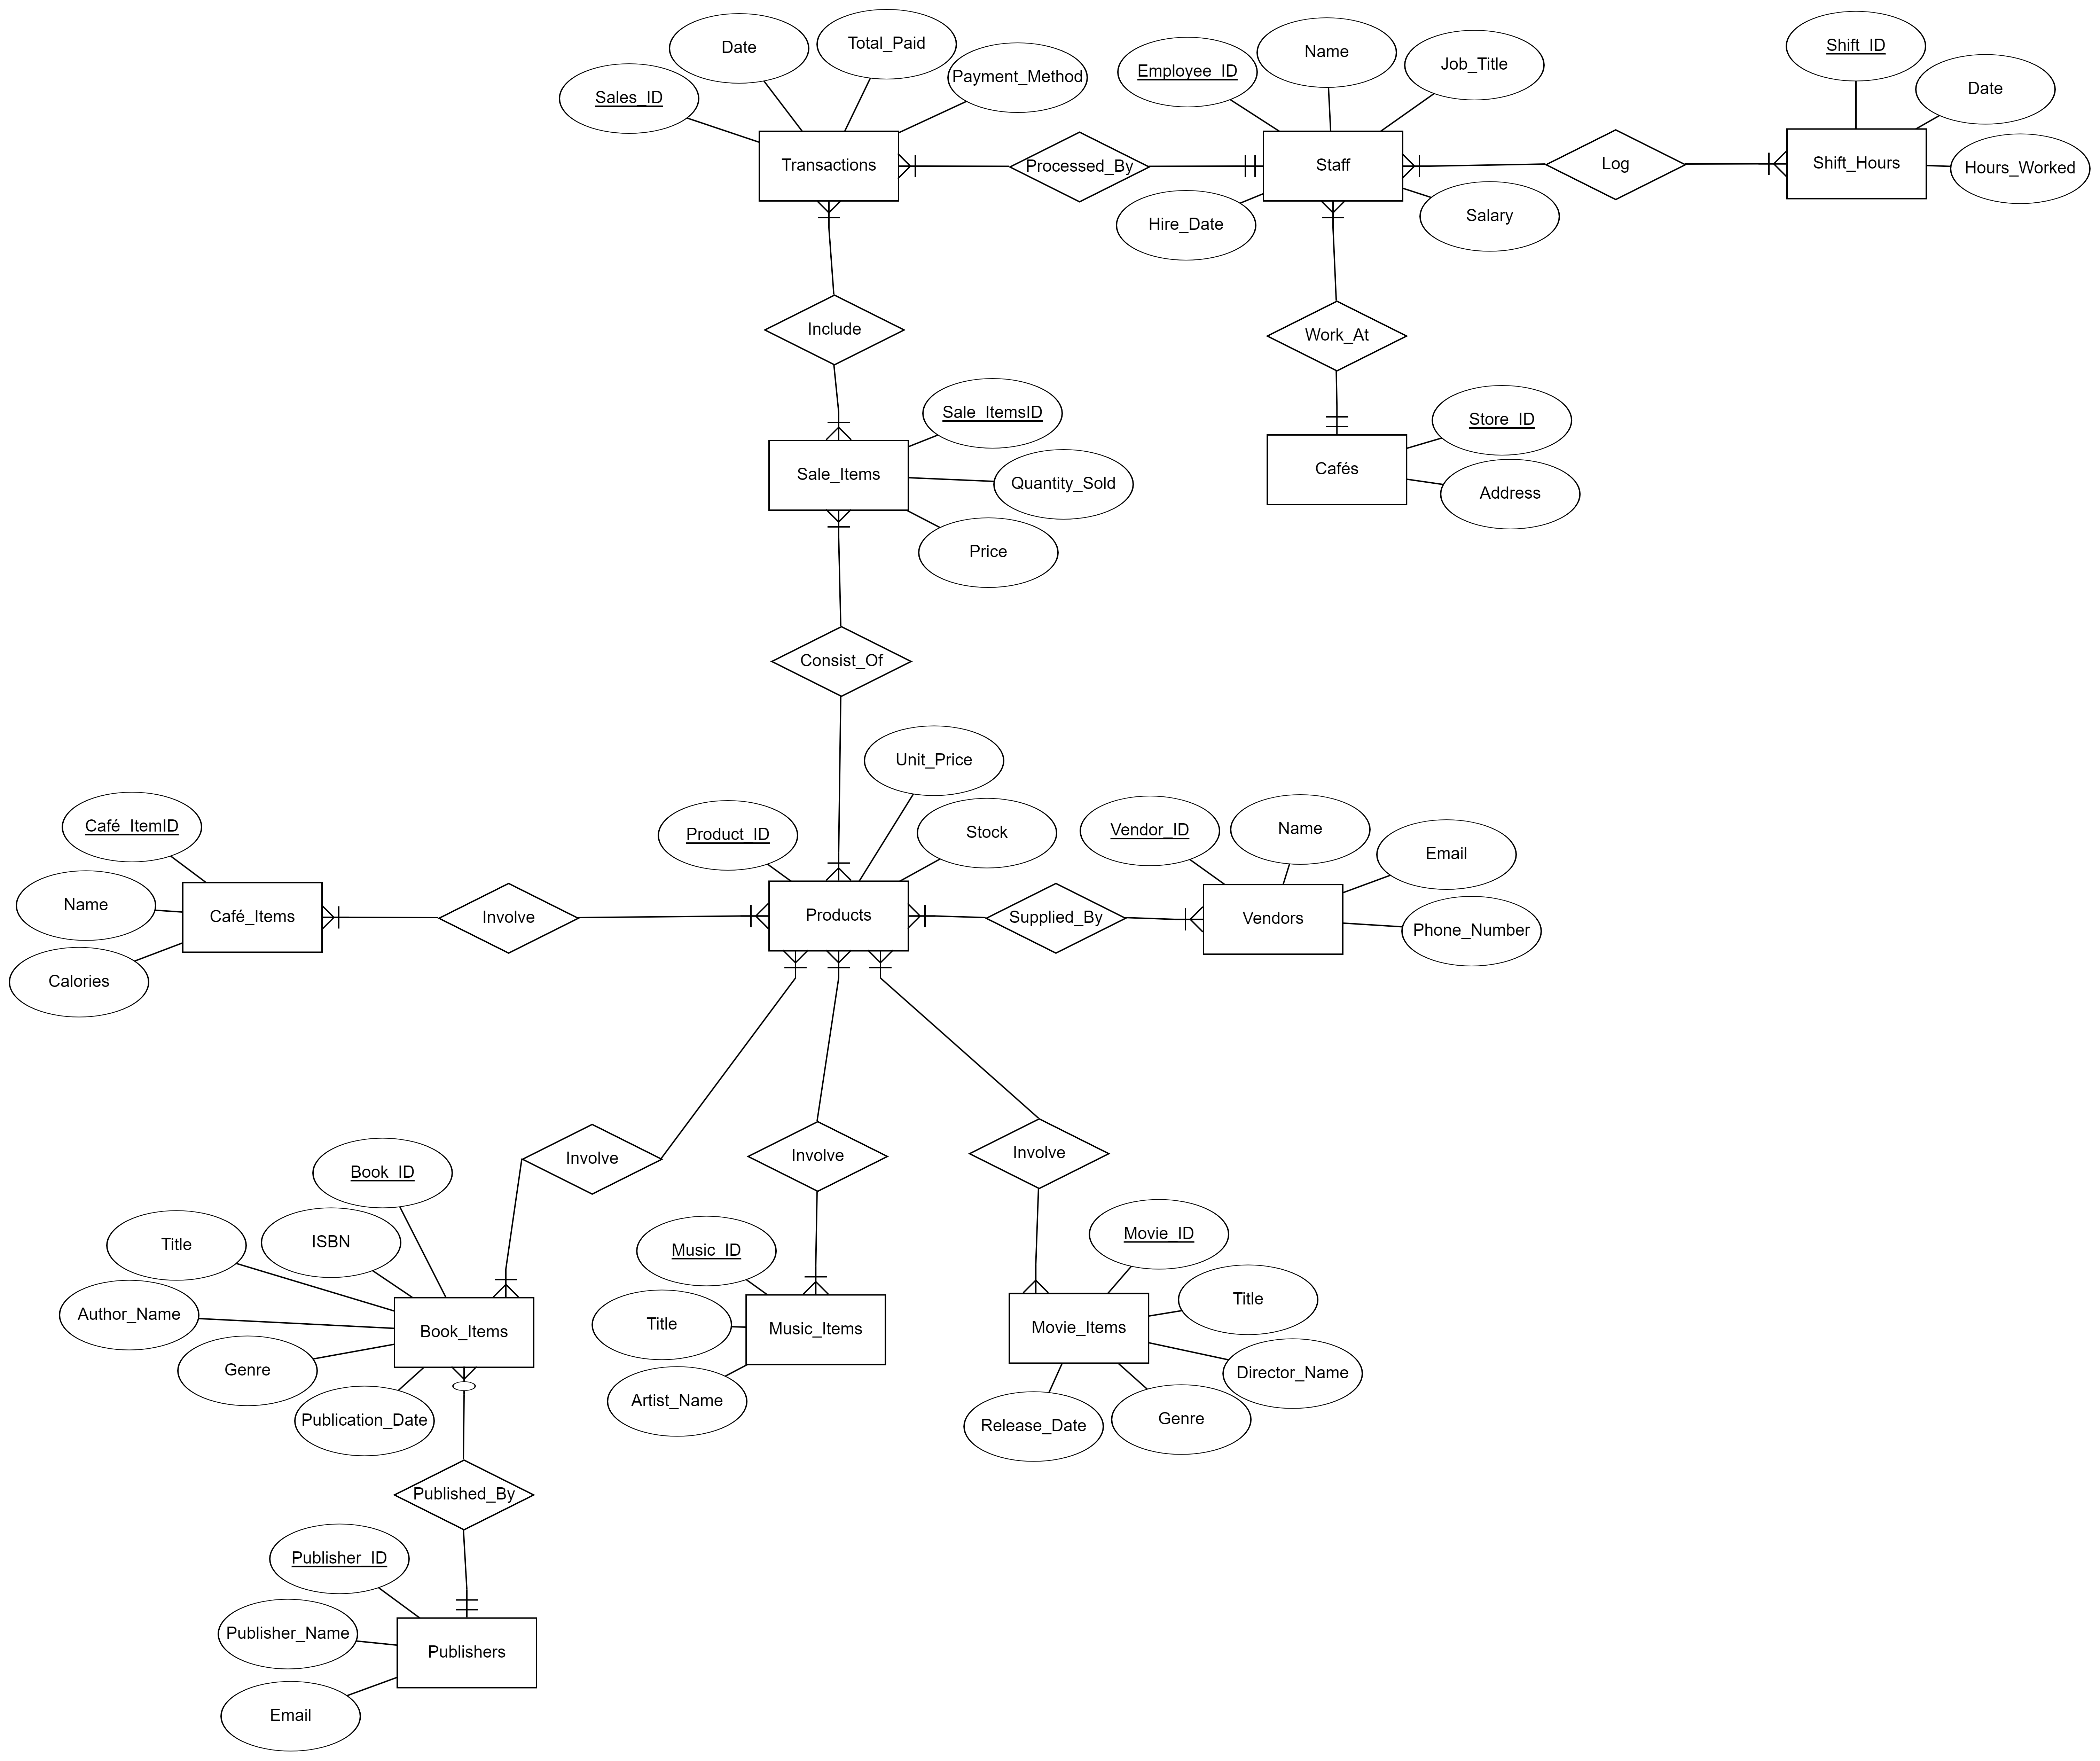 Date
Total_Paid
Payment_Method
Sales_ID
Transactions
Processed_By
Employee_ID
Name
Job_Title
Staff
Hire_Date
Salary
Log
Shift_ID
Date
Hours_Worked
Shift_Hours
Include
Work_At
Sale_Items
Sale_ItemsID
Quantity_Sold
Price
Cafés
Store_ID
Address
Consist_Of
Unit_Price
Product_ID
Stock
Products
Café_ItemID
Name
Calories
Café_Items
Involve
Supplied_By
Vendor_ID
Name
Email
Phone_Number
Vendors
Involve
Involve
Involve
Book_ID
ISBN
Title
Author_Name
Genre
Publication_Date
Book_Items
Music_ID
Title
Artist_Name
Music_Items
Movie_ID
Title
Director_Name
Genre
Release_Date
Movie_Items
Published_By
Publisher_ID
Publisher_Name
Email
Publishers